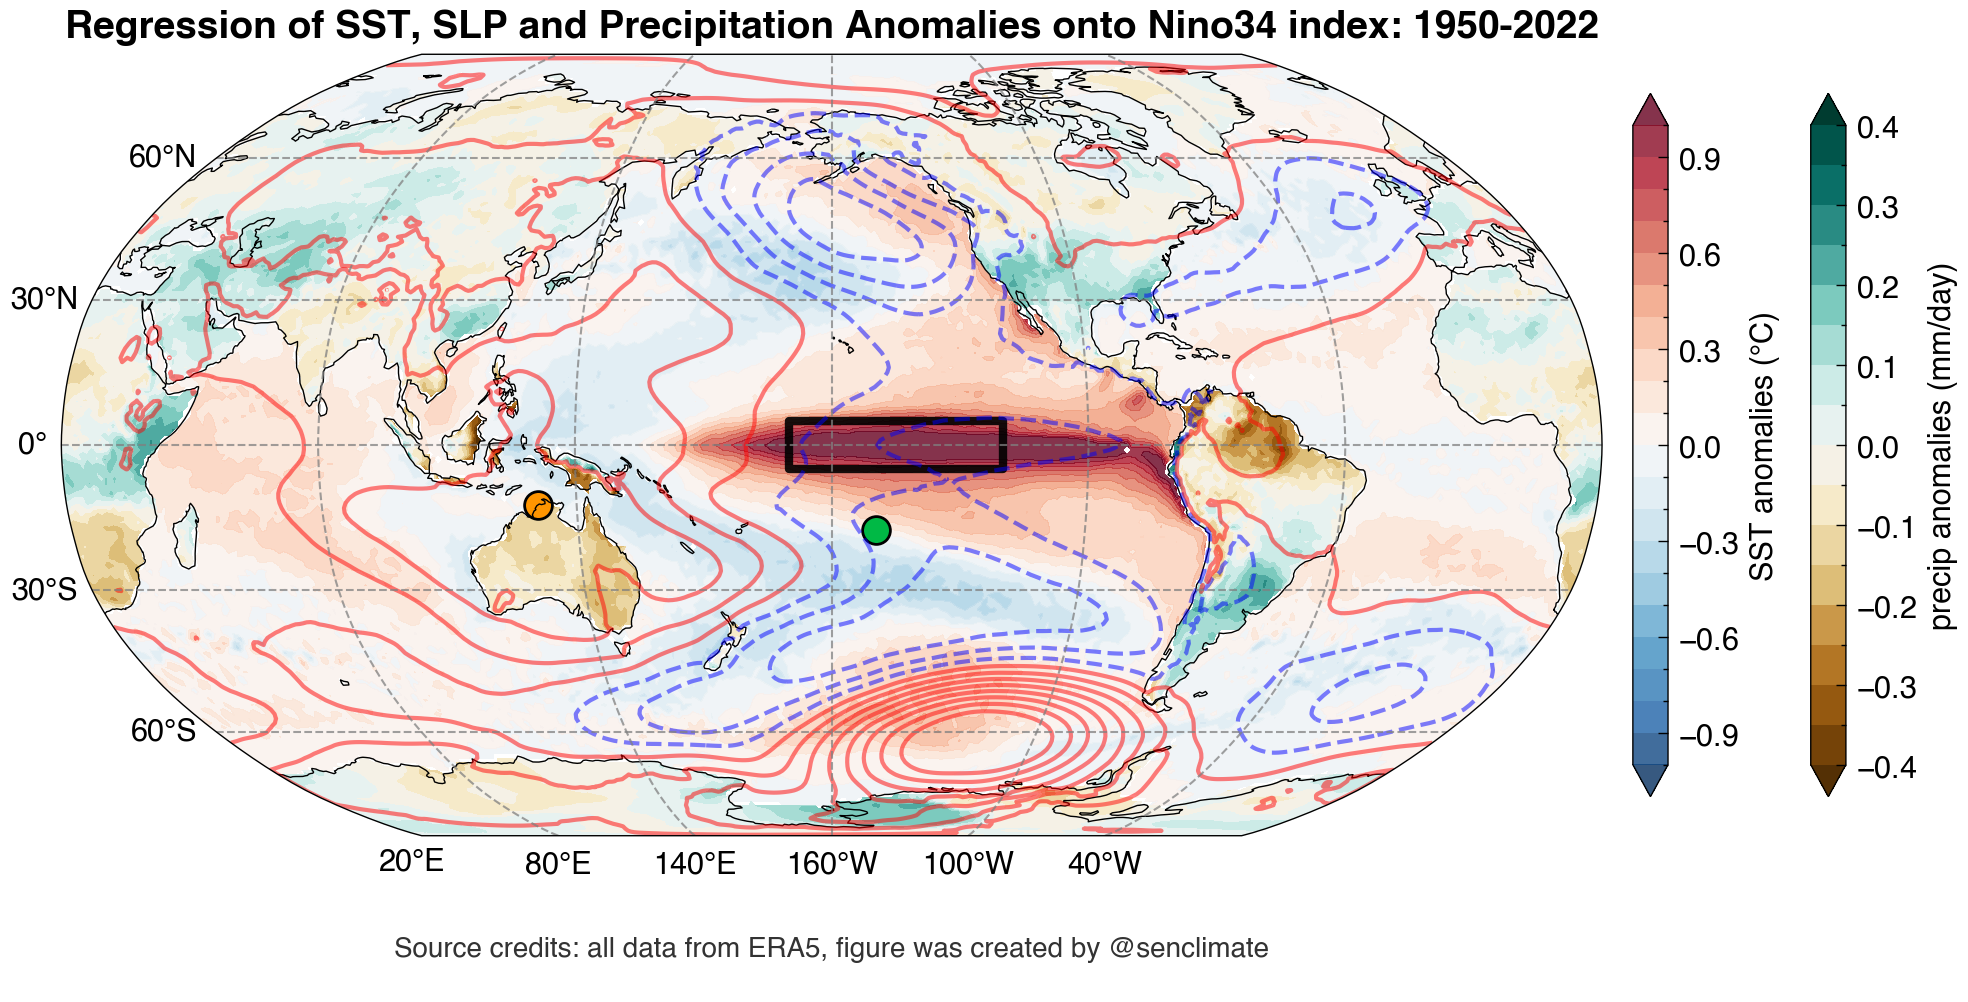 Regression of SST, SLP and Precipitation Anomalies onto Nino34 index: 1950-2022
60°N
30°N
0°
30°S
60°S
20°E
80°E
140°E
160°W
100°W
40°W
0.9
0.6
0.3
0.0
−0.3
−0.6
−0.9
SST anomalies (°C)
0.4
0.3
0.2
0.1
0.0
−0.1
−0.2
−0.3
−0.4
precip anomalies (mm/day)
Source credits: all data from ERA5, figure was created by @senclimate